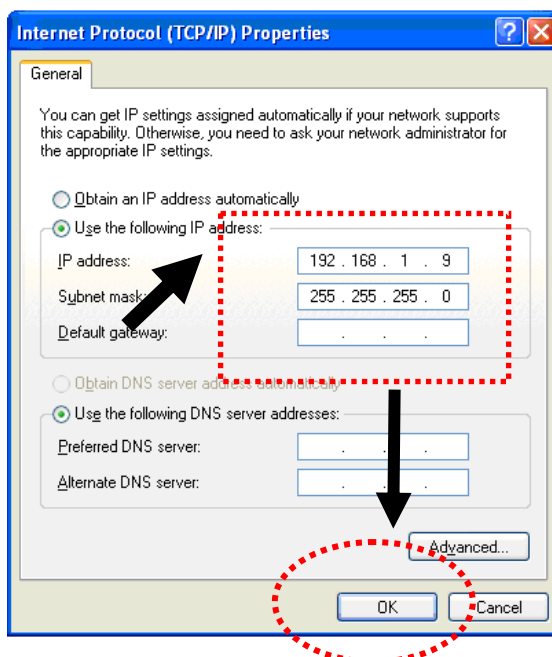 Internet Protocol (TCP/IP) Properties
General
You can get IP settings assigned automatically if your network supports
this capability. Otherwise, you need to ask your network administrator for
the appropriate IP settings.
Obtain an IP address automatically
Use the following IP address:
IP address: 192 . 168 . 1 . 9
Subnet mask: 255 . 255 . 255 . 0
Default gateway: . . .
Obtain DNS server address automatically
Use the following DNS server addresses:
Preferred DNS server: . . .
Alternate DNS server: . . .
Advanced...
OK Cancel